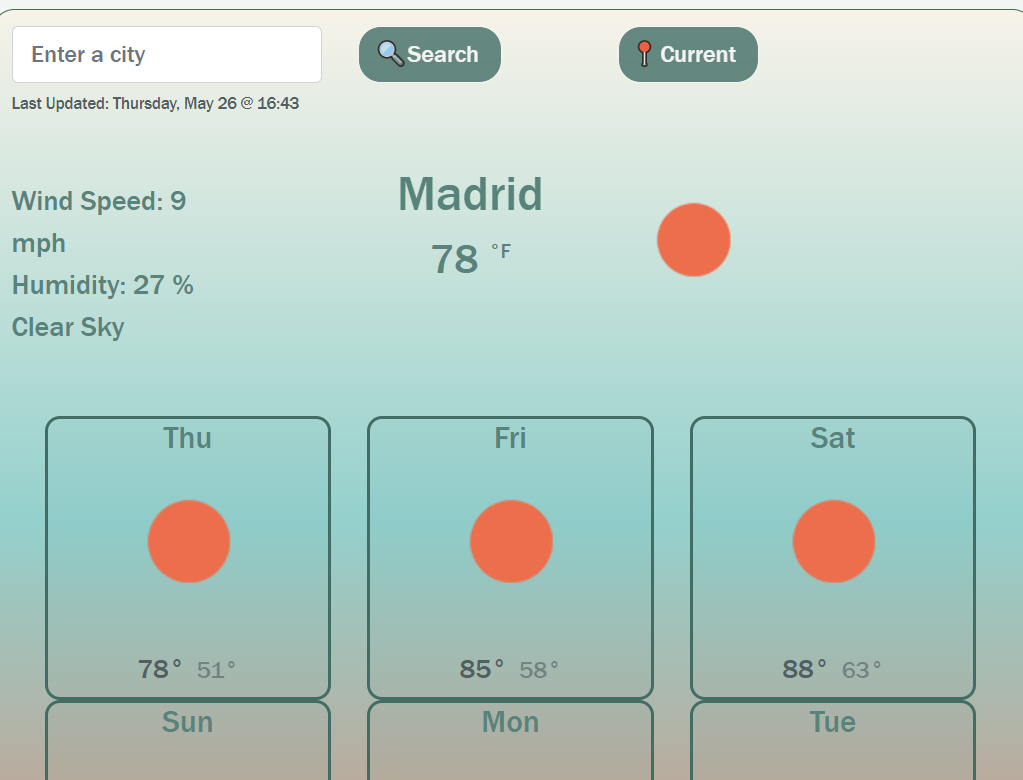 Enter a city
Search
Current
Last Updated: Thursday, May 26 @ 16:43
Wind Speed: 9
mph
Humidity: 27 %
Clear Sky
Madrid
78 °F
Thu
Fri
Sat
78° 51°
85° 58°
88° 63°
Sun
Mon
Tue